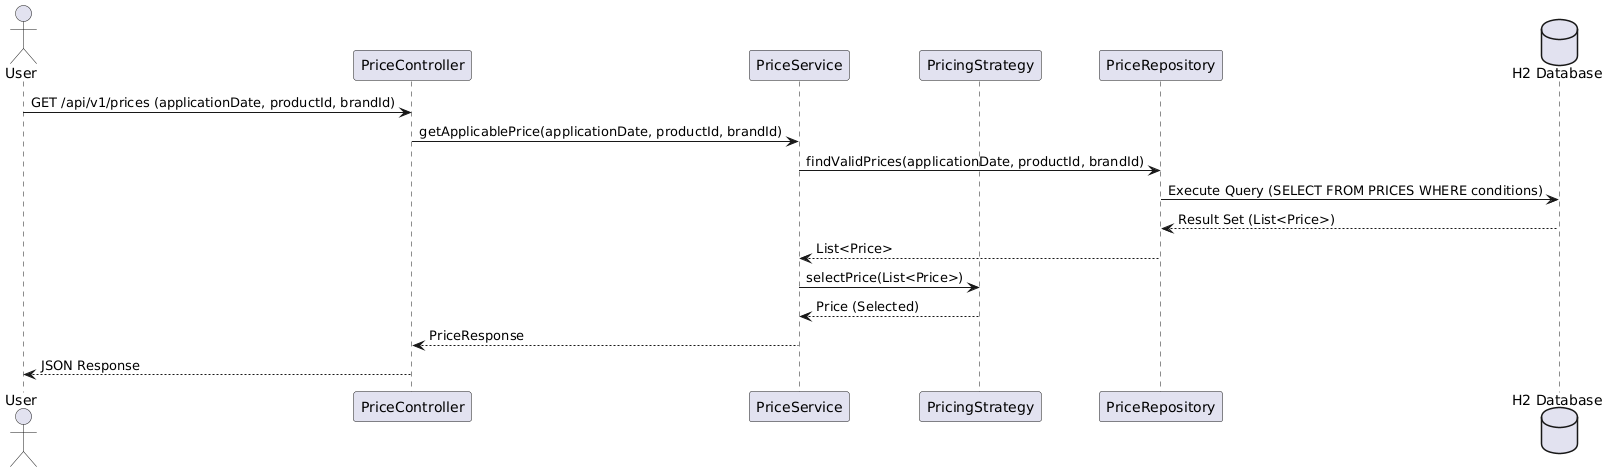 User
PriceController
PriceService
PricingStrategy
PriceRepository
H2 Database
GET /api/v1/prices (applicationDate, productId, brandId)
getApplicablePrice(applicationDate, productId, brandId)
findValidPrices(applicationDate, productId, brandId)
Execute Query (SELECT FROM PRICES WHERE conditions)
Result Set (List<Price>)
List<Price>
selectPrice(List<Price>)
Price (Selected)
PriceResponse
JSON Response
User
PriceController
PriceService
PricingStrategy
PriceRepository
H2 Database